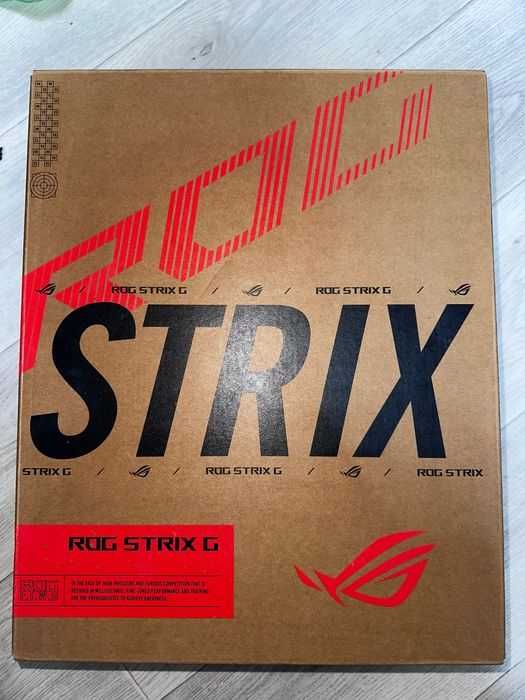 ROG
ROG STRIX G / / ROG STRIX G /
STRIX
STRIX G / / ROG STRIX G / / ROG STRIX
ROG STRIX G